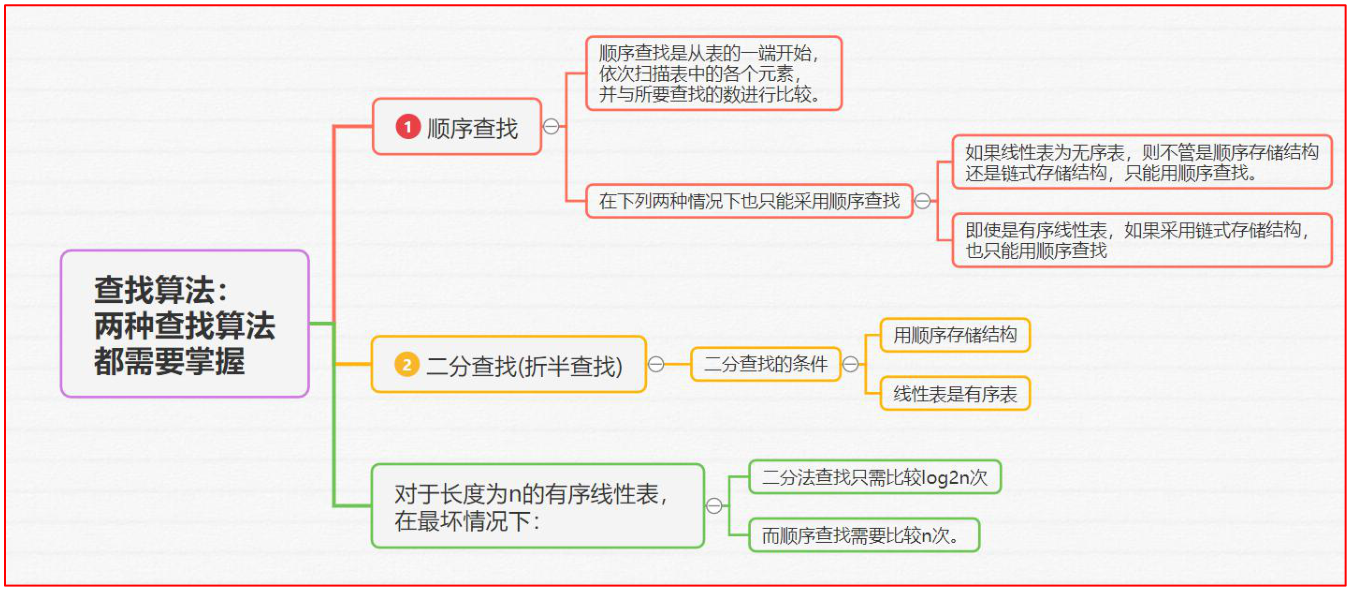 查找算法：
两种查找算法
都需要掌握
1 顺序查找
顺序查找是从表的一端开始，
依次扫描表中的各个元素，
并与所要查找的数进行比较。
在下列两种情况下也只能采用顺序查找
如果线性表为无序表，则不管是顺序存储结构
还是链式存储结构，只能用顺序查找。
即使是有序线性表，如果采用链式存储结构，
也只能用顺序查找
2 二分查找(折半查找)
二分查找的条件
用顺序存储结构
线性表是有序表
对于长度为n的有序线性表，
在最坏情况下：
二分法查找只需比较log2n次
而顺序查找需要比较n次。